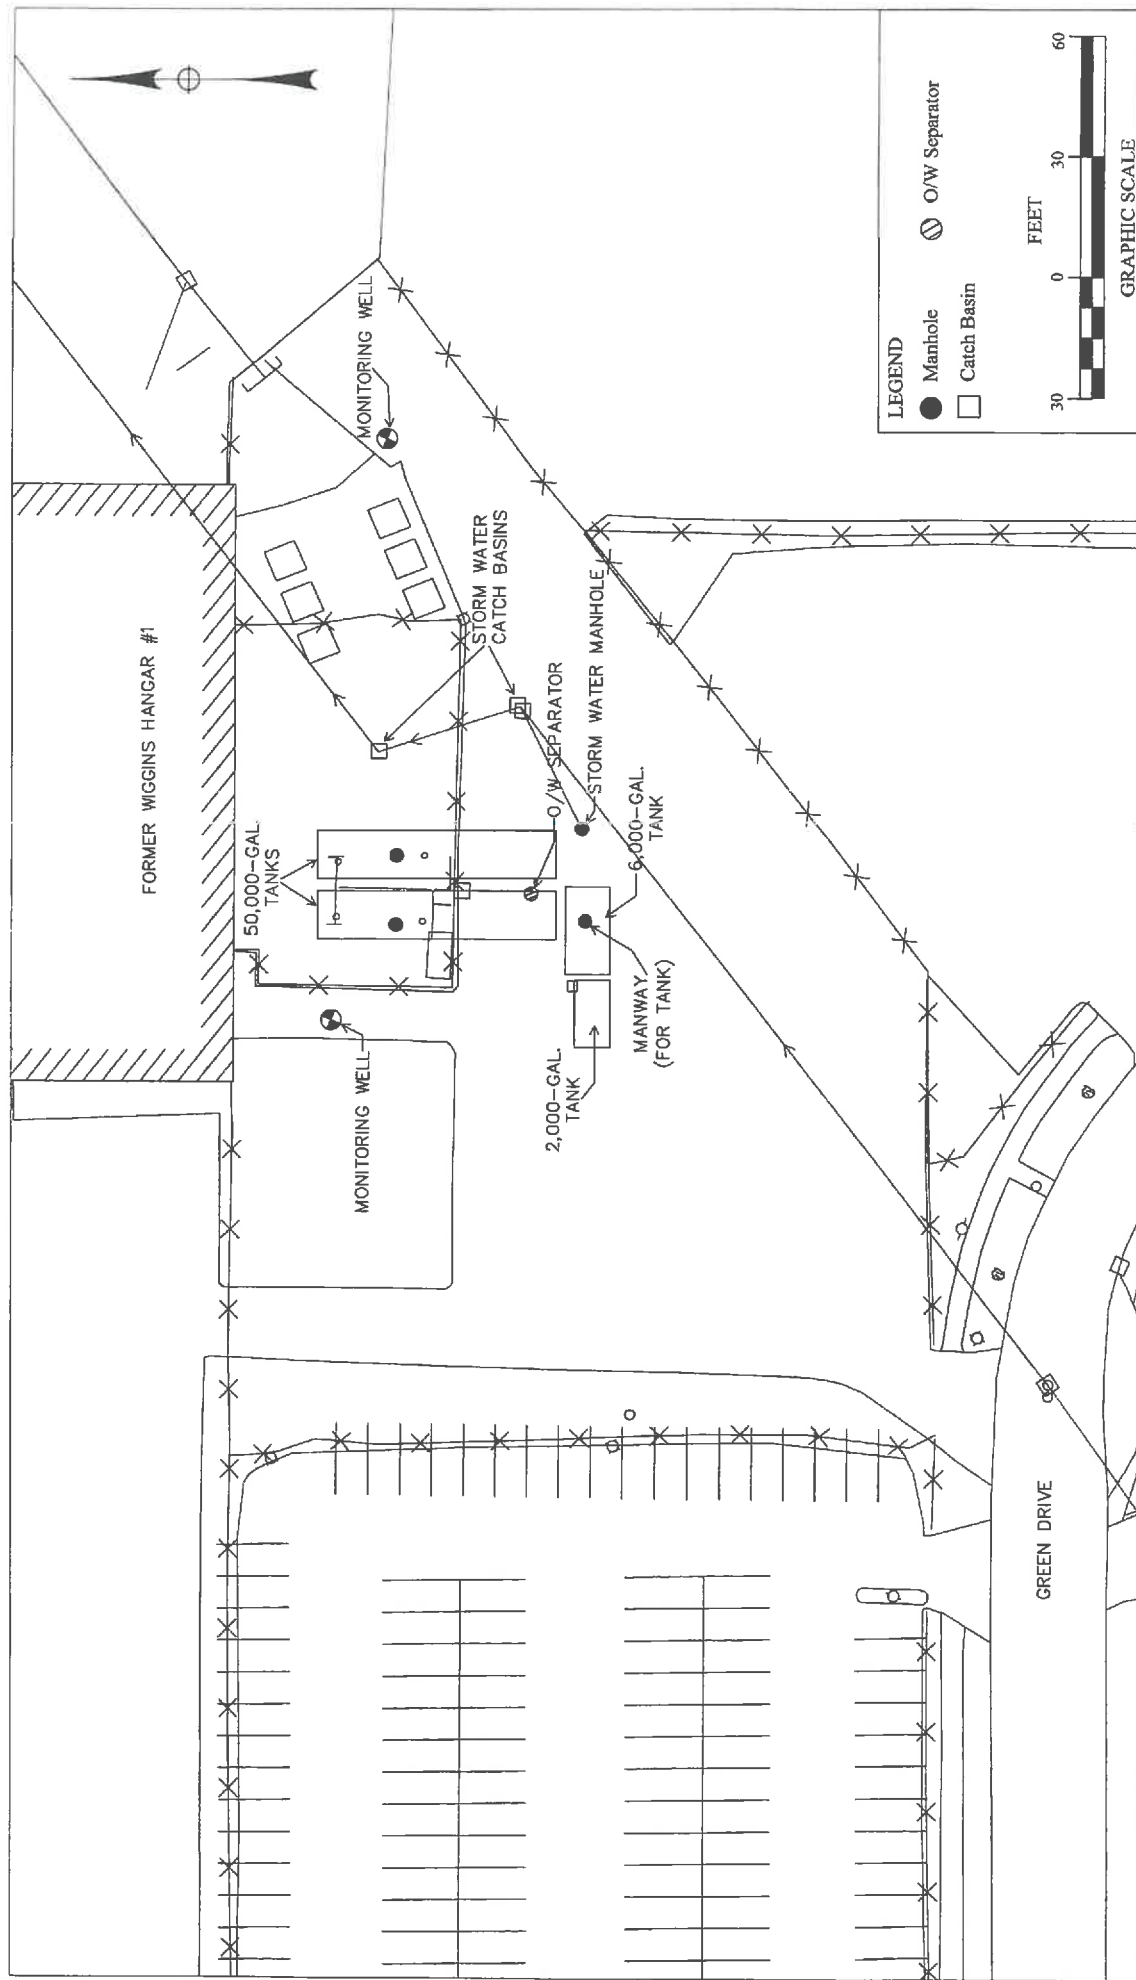 FORMER WIGGINS HANGAR #1
50,000-GAL.
TANKS
MONITORING WELL
MONITORING WELL
STORM WATER
CATCH BASINS
O/W SEPARATOR
STORM WATER MANHOLE
6,000-GAL.
TANK
MANWAY
(FOR TANK)
2,000-GAL.
TANK
GREEN DRIVE
LEGEND
Manhole
O/W Separator
Catch Basin
FEET
30 0 30 60
GRAPHIC SCALE